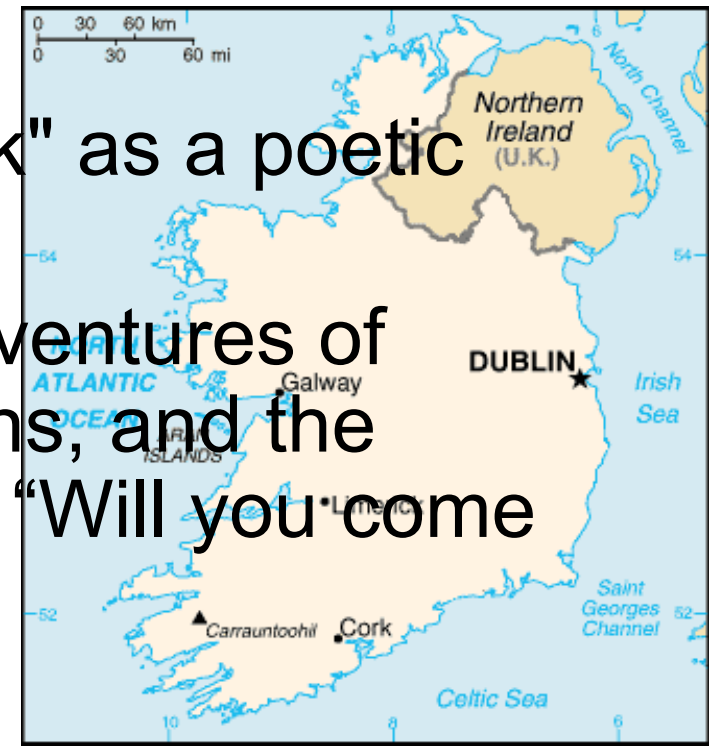 0 30 60 km
0 30 60 mi
8 6
North Channel
Northern
Ireland
(U.K.)
k" as a poetic
54 54
ventures of
NORTH
ATLANTIC
OCEAN
DUBLIN
Galway
Irish
Sea
ns, and the
ARAN
ISLANDS
“Will you come
Limerick
52 52
Saint
Georges
Channel
Carrauntoohil
Cork
Celtic Sea
10 8 6